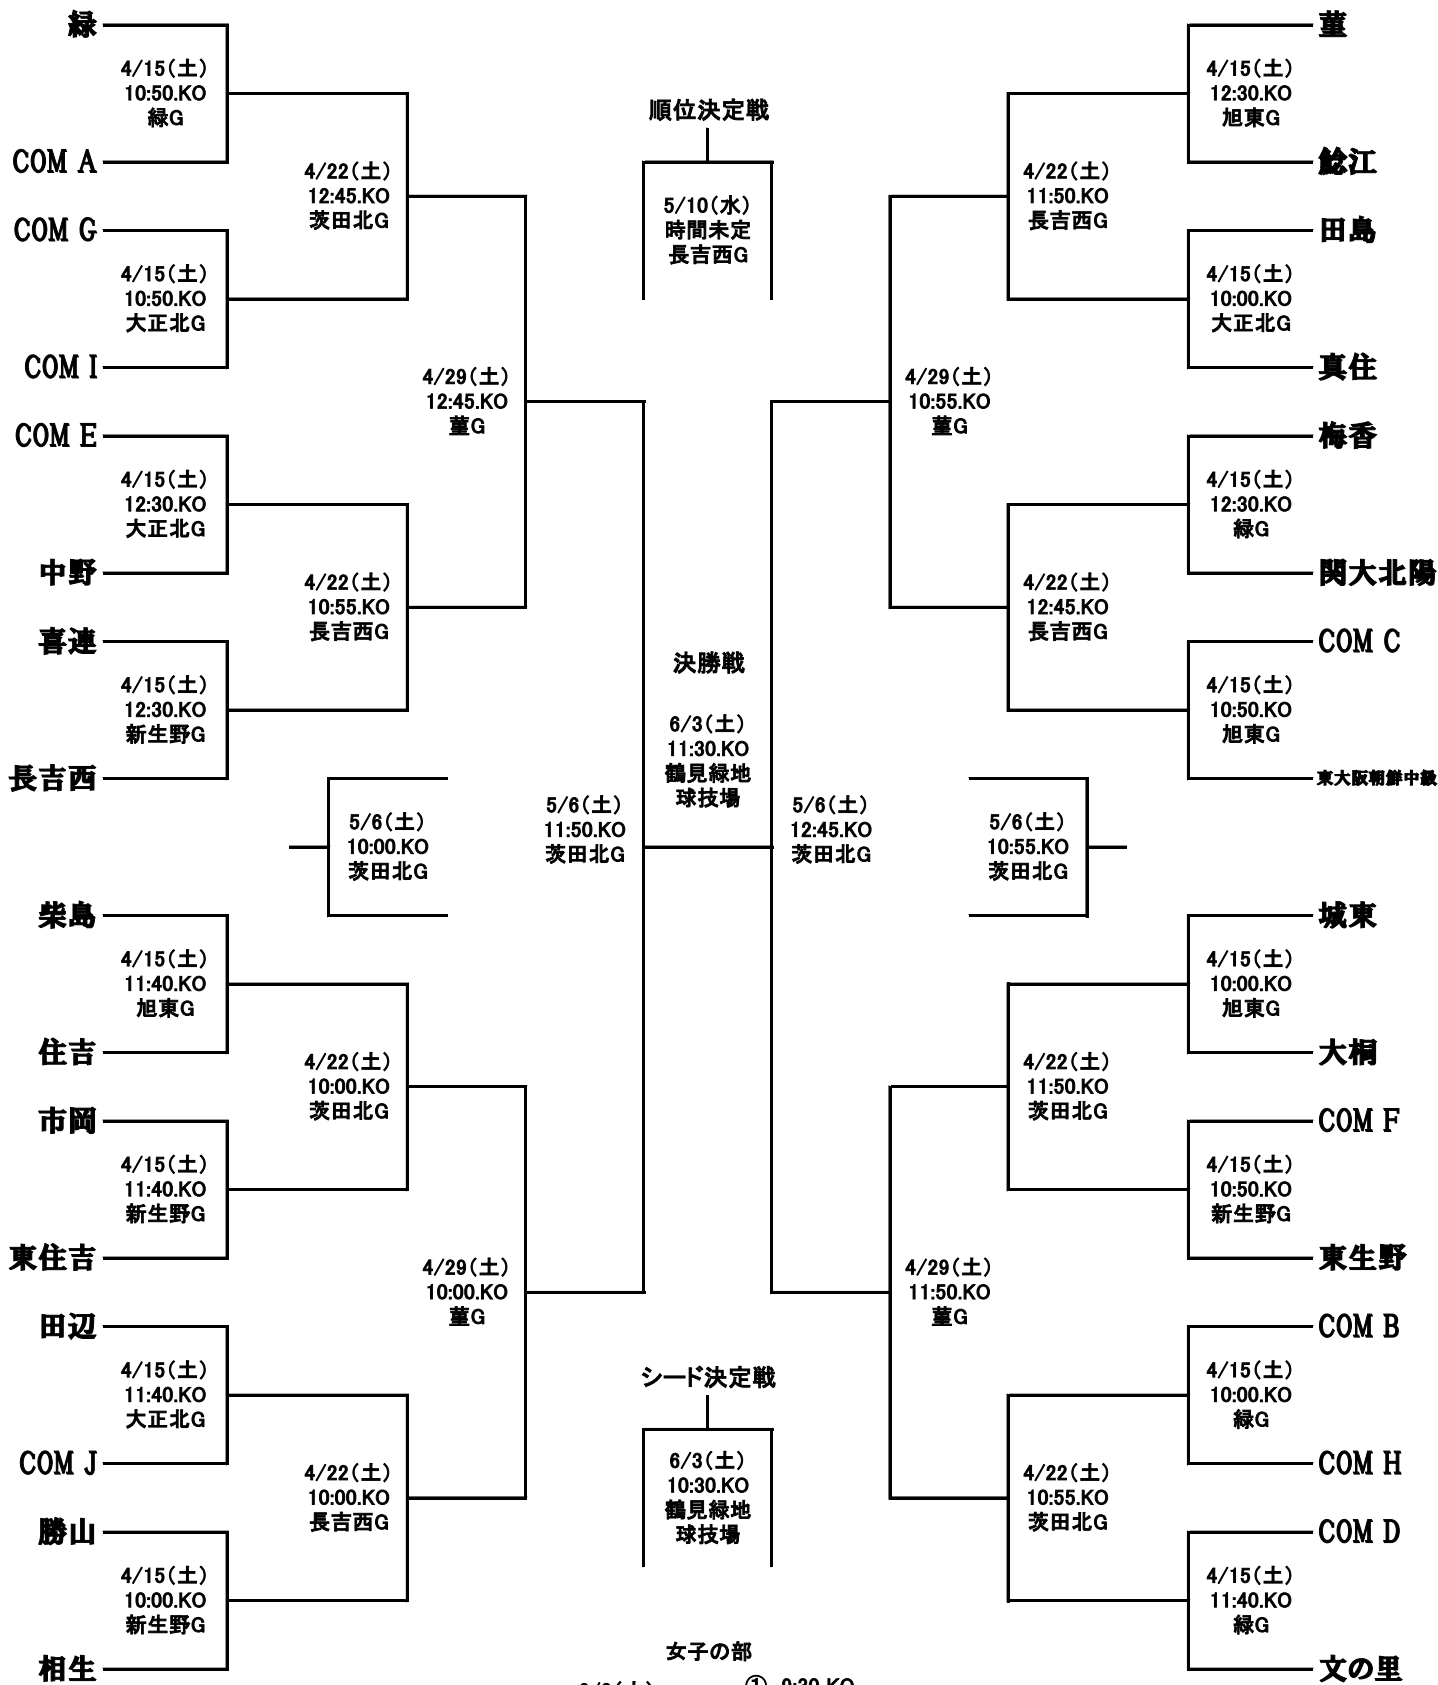 緑
4/15(土)
10:50.KO
緑G
COM A
4/22(土)
12:45.KO
茨田北G
COM G
4/15(土)
10:50.KO
大正北G
COM I
4/29(土)
12:45.KO
菫G
COM E
4/15(土)
12:30.KO
大正北G
中野
4/22(土)
10:55.KO
長吉西G
喜連
4/15(土)
12:30.KO
新生野G
長吉西
5/6(土)
10:00.KO
茨田北G
5/6(土)
11:50.KO
茨田北G
柴島
4/15(土)
11:40.KO
旭東G
住吉
4/22(土)
10:00.KO
茨田北G
市岡
4/15(土)
11:40.KO
新生野G
東住吉
4/29(土)
10:00.KO
菫G
田辺
4/15(土)
11:40.KO
大正北G
COM J
4/22(土)
10:00.KO
長吉西G
勝山
4/15(土)
10:00.KO
新生野G
相生
順位決定戦
5/10(水)
時間未定
長吉西G
決勝戦
6/3(土)
11:30.KO
鶴見緑地
球技場
シード決定戦
6/3(土)
10:30.KO
鶴見緑地
球技場
女子の部
6/3(土) ① 9:30.KO
菫
4/15(土)
12:30.KO
旭東G
鯰江
4/22(土)
11:50.KO
長吉西G
田島
4/15(土)
10:00.KO
大正北G
真住
4/29(土)
10:55.KO
菫G
梅香
4/15(土)
12:30.KO
緑G
関大北陽
4/22(土)
12:45.KO
長吉西G
COM C
4/15(土)
10:50.KO
旭東G
東大阪朝鮮中級
5/6(土)
12:45.KO
茨田北G
5/6(土)
10:55.KO
茨田北G
城東
4/15(土)
10:00.KO
旭東G
大桐
4/22(土)
11:50.KO
茨田北G
COM F
4/15(土)
10:50.KO
新生野G
東生野
4/29(土)
11:50.KO
菫G
COM B
4/15(土)
10:00.KO
緑G
COM H
4/22(土)
10:55.KO
茨田北G
COM D
4/15(土)
11:40.KO
緑G
文の里